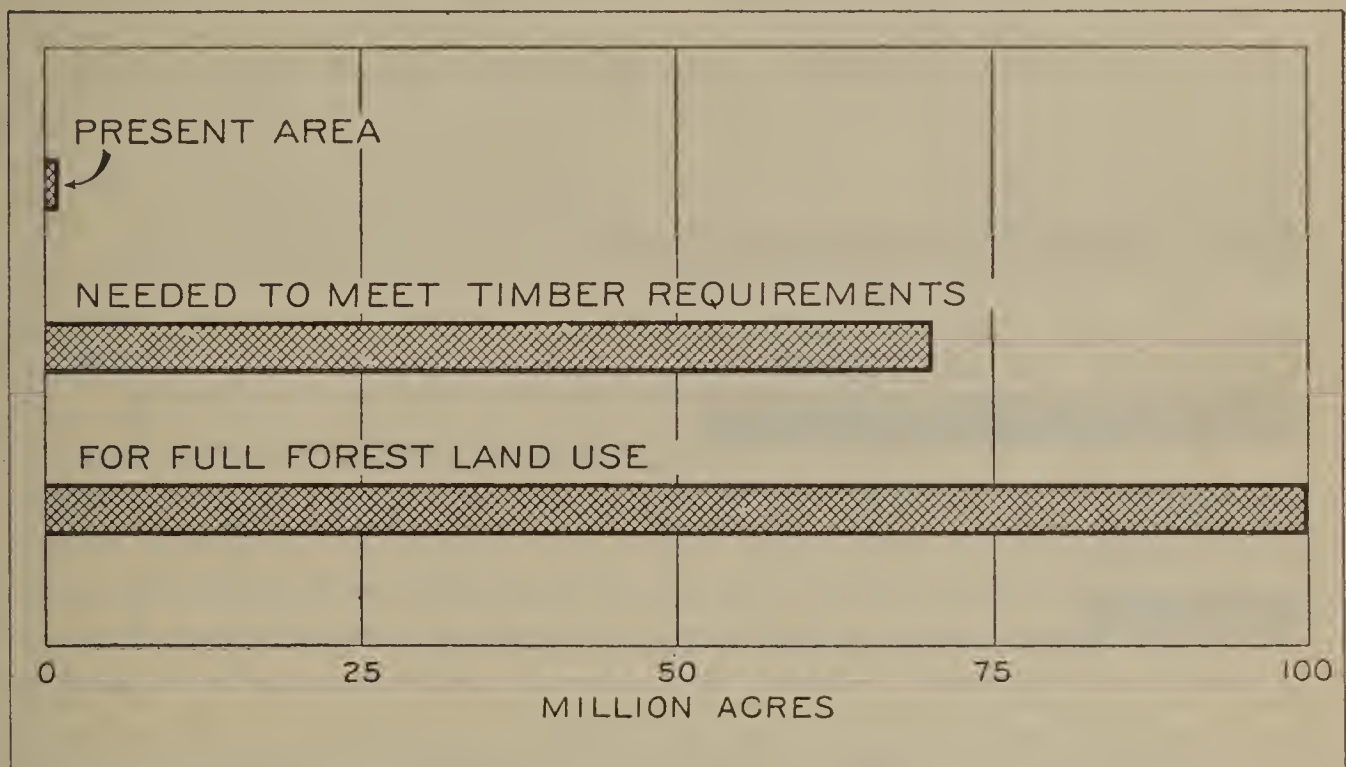 PRESENT AREA
NEEDED TO MEET TIMBER REQUIREMENTS
FOR FULL FOREST LAND USE
0 25 50 75 100
MILLION ACRES